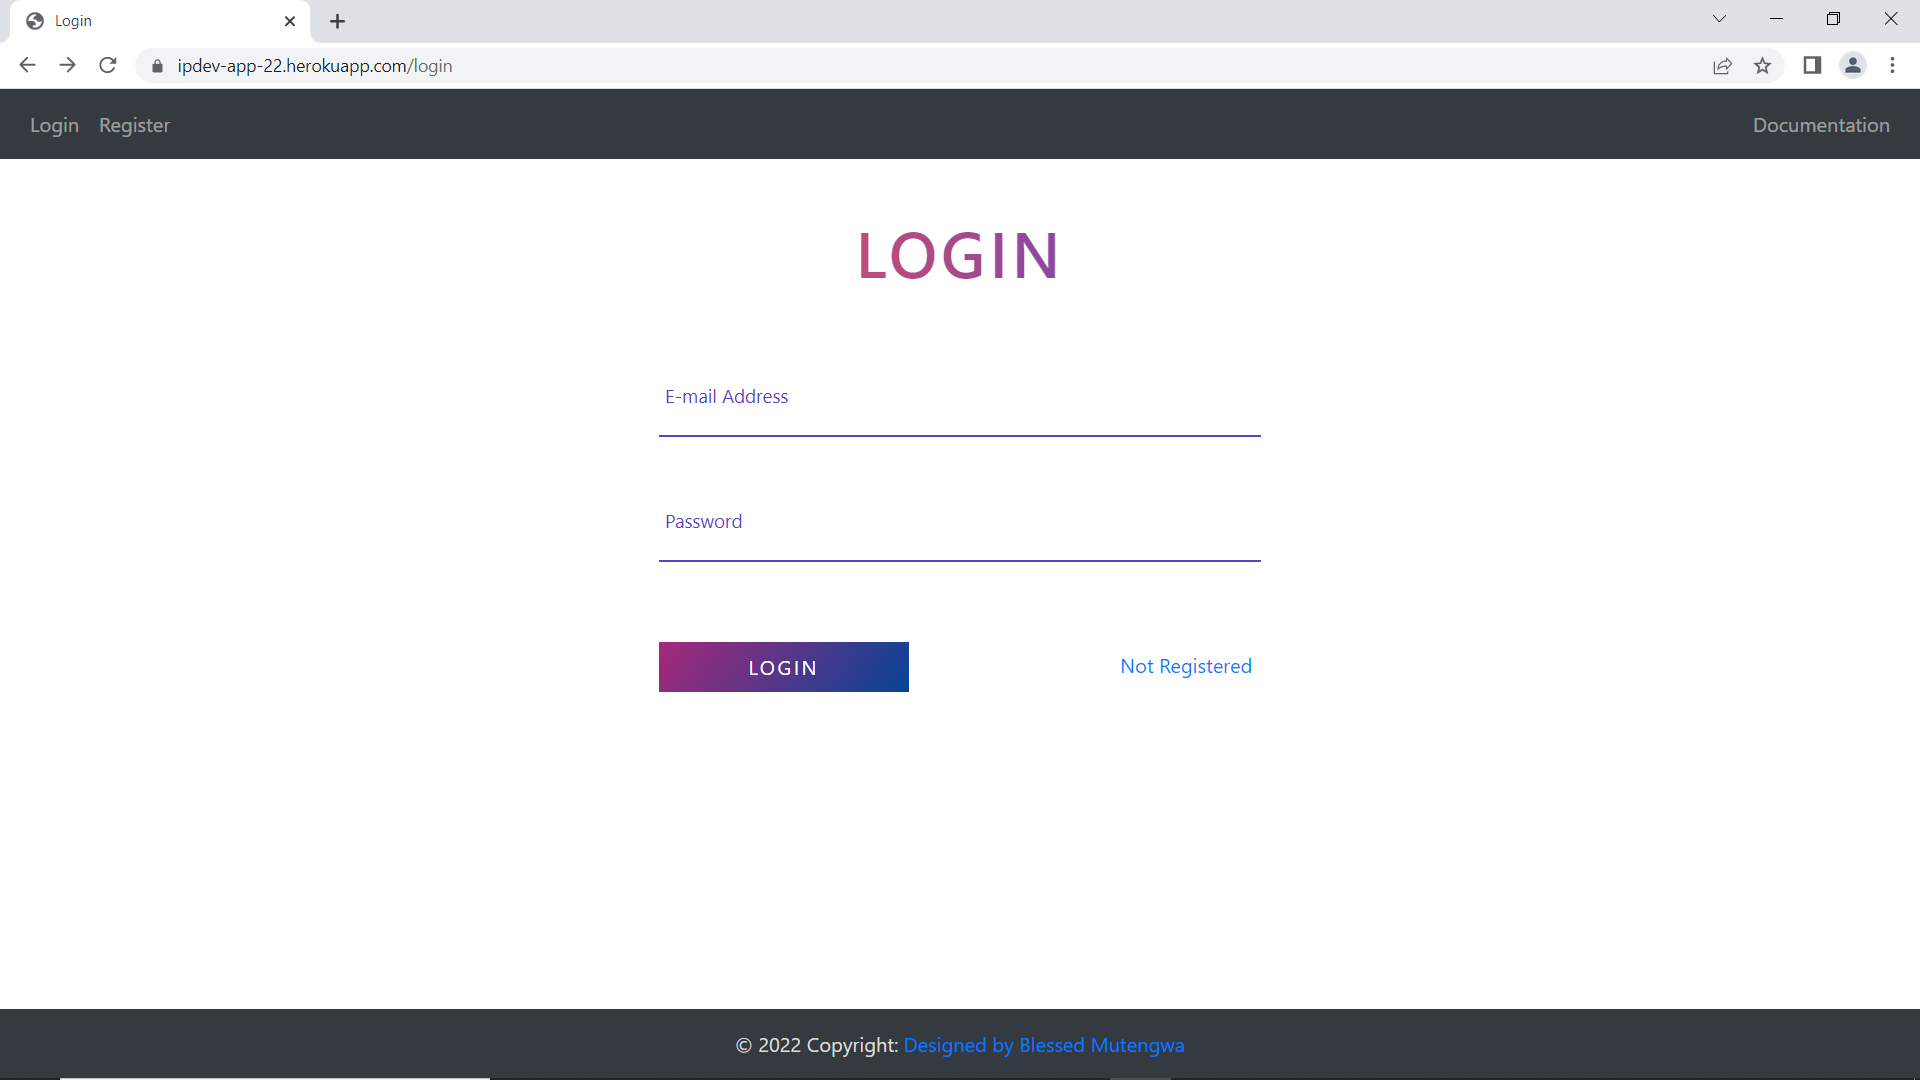 Login
ipdev-app-22.herokuapp.com/login
Login Register Documentation
LOGIN
E-mail Address
Password
LOGIN Not Registered
© 2022 Copyright: Designed by Blessed Mutengwa